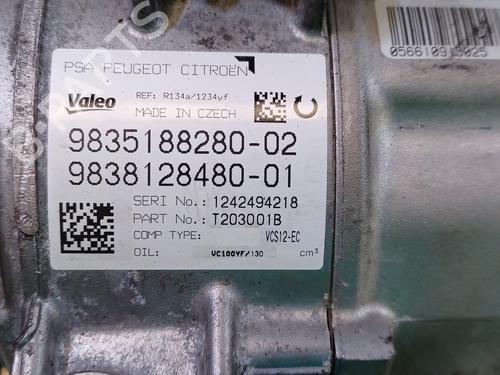 PSA PEUGEOT CITROËN
Valeo
REF: R134a/1234yf
MADE IN CZECH
9835188280-02
9838128480-01
SERI No.: 1242494218
PART No.: T203001B
COMP TYPE: VCS12-EC
OIL: VC100YF/130 cm³